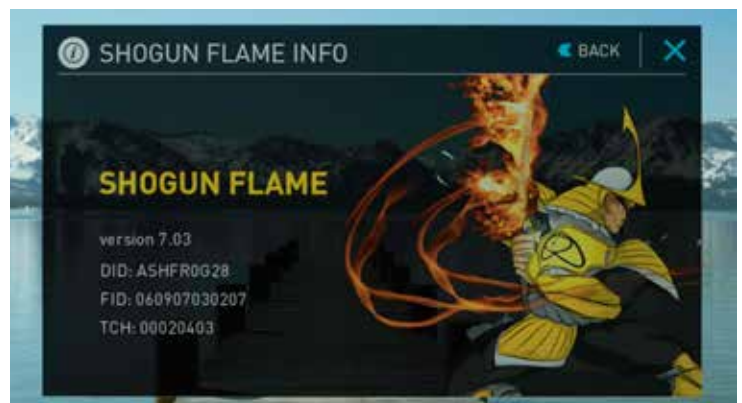 SHOGUN FLAME INFO
BACK
SHOGUN FLAME
version 7.03
DID: ASHFR0G28
FID: 060907030207
TCH: 00020403